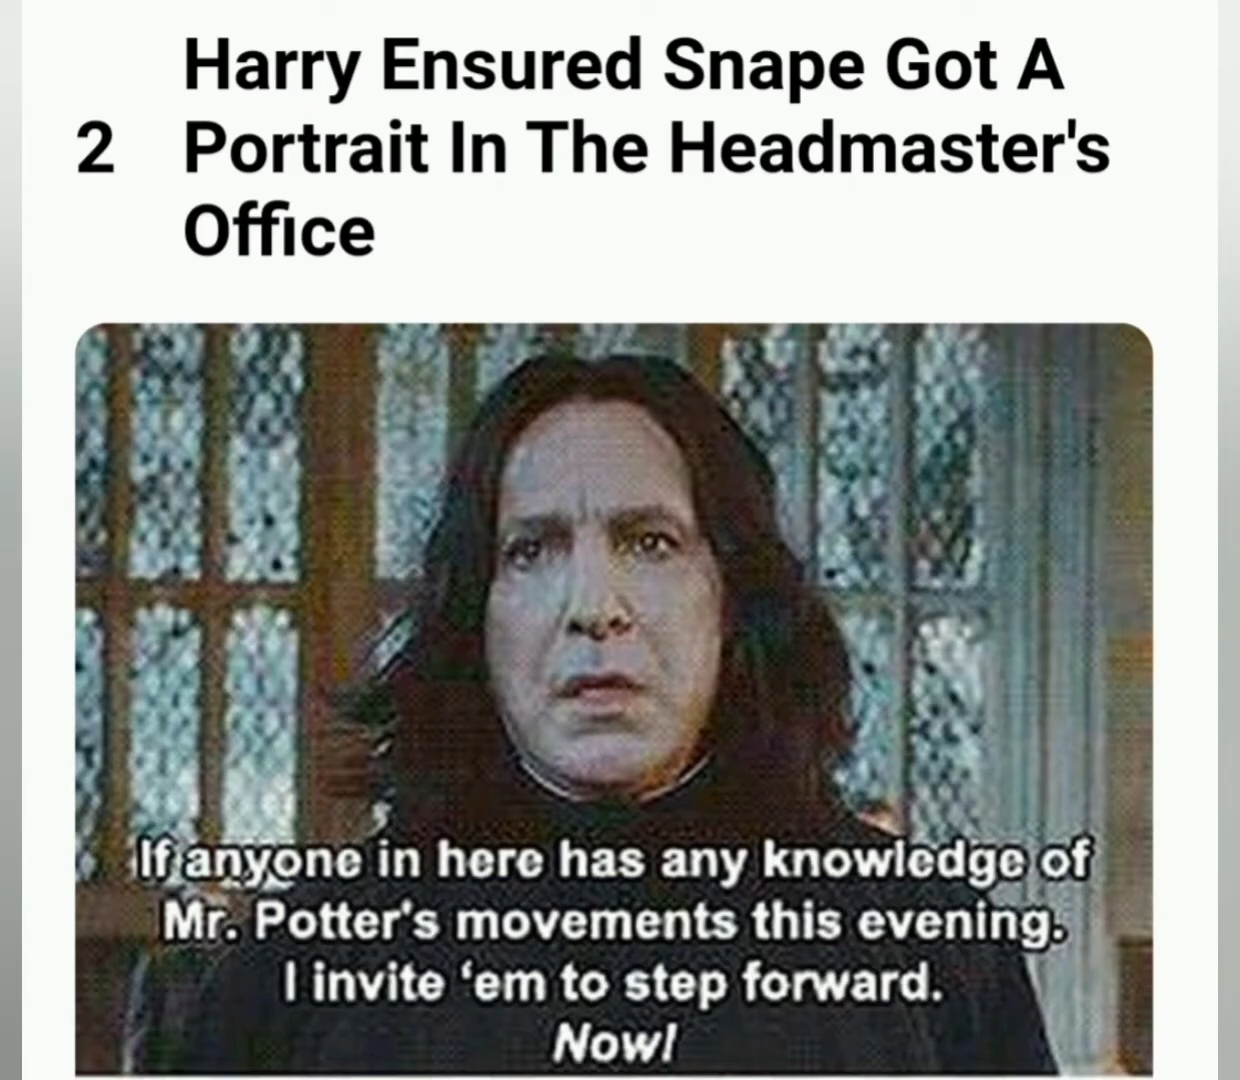 Harry Ensured Snape Got A
2 Portrait In The Headmaster's
Office
If anyone in here has any knowledge of
Mr. Potter's movements this evening.
I invite ‘em to step forward.
Now!